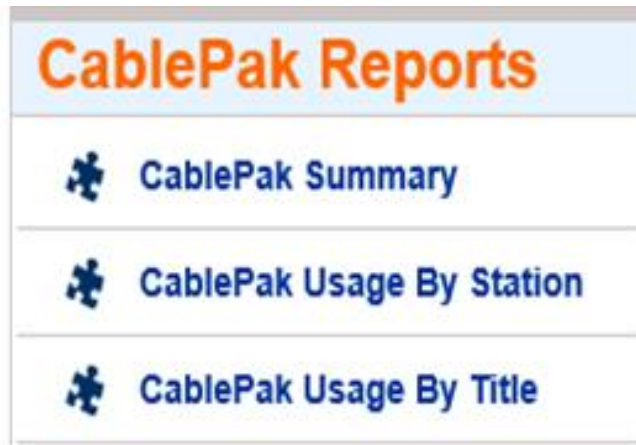 CablePak Reports
CablePak Summary
CablePak Usage By Station
CablePak Usage By Title